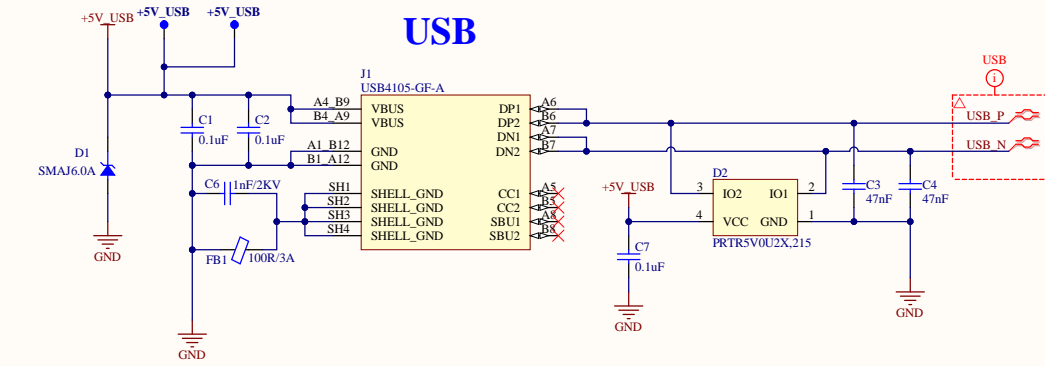 +5V_USB
+5V_USB
+5V_USB
USB
J1
USB4105-GF-A
A4_B9
VBUS
DP1
A6
B4_A9
VBUS
DP2
B6
DN1
A7
A1_B12
GND
DN2
B7
B1_A12
GND
SH1
SHELL_GND
CC1
A5
SH2
SHELL_GND
CC2
B5
SH3
SHELL_GND
SBU1
A8
SH4
SHELL_GND
SBU2
B8
C1
0.1uF
C2
0.1uF
D1
SMAJ6.0A
C6
1nF/2KV
FB1
100R/3A
GND
GND
+5V_USB
C7
0.1uF
GND
D2
3
IO2
IO1
2
4
VCC
GND
1
PRTR5V0U2X,215
C3
47nF
C4
47nF
GND
USB
i
USB_P
USB_N